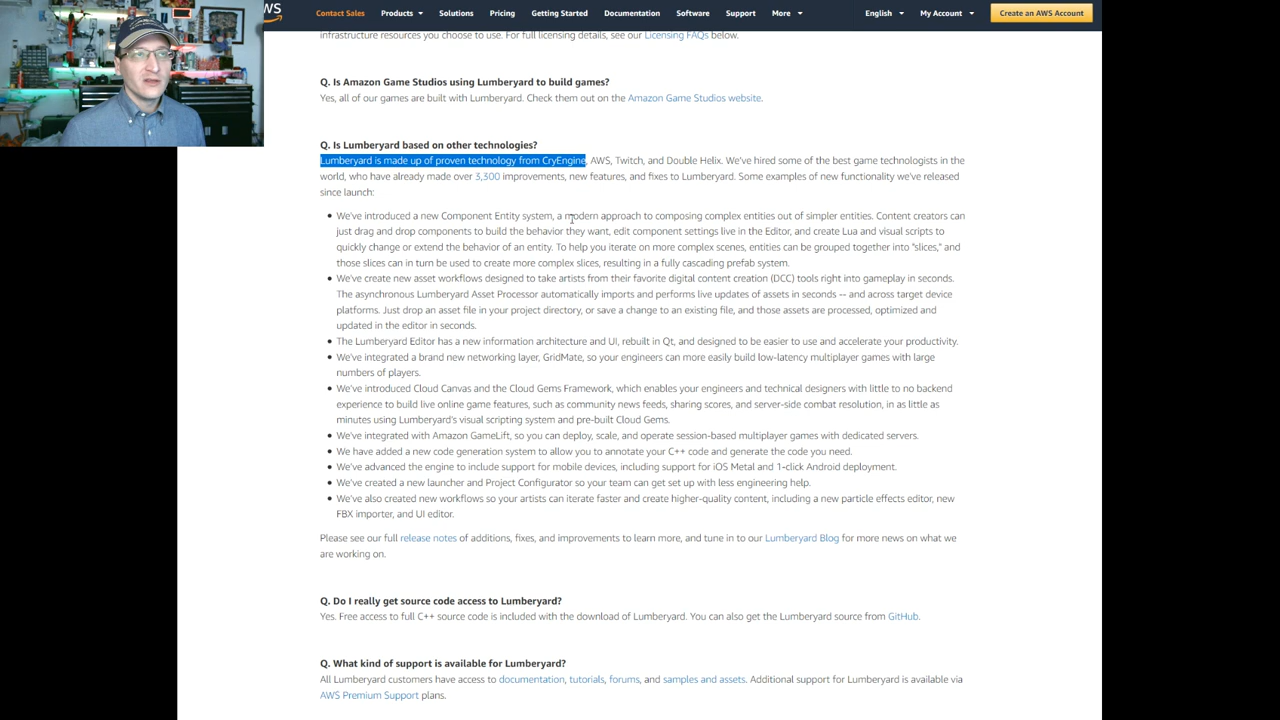 WS
Contact Sales
Products
Solutions
Pricing
Getting Started
Documentation
Software
Support
More
English
My Account
Create an AWS Account
infrastructure resources you choose to use. For full licensing details, see our Licensing FAQs below.
Q. Is Amazon Game Studios using Lumberyard to build games?
Yes, all of our games are built with Lumberyard. Check them out on the Amazon Game Studios website.
Q. Is Lumberyard based on other technologies?
Lumberyard is made up of proven technology from CryEngine, AWS, Twitch, and Double Helix. We've hired some of the best game technologists in the
world, who have already made over 3,300 improvements, new features, and fixes to Lumberyard. Some examples of new functionality we've released
since launch:
• We've introduced a new Component Entity system, a modern approach to composing complex entities out of simpler entities. Content creators can
just drag and drop components to build the behavior they want, edit component settings live in the Editor, and create Lua and visual scripts to
quickly change or extend the behavior of an entity. To help you iterate on more complex scenes, entities can be grouped together into "slices," and
those slices can in turn be used to create more complex slices, resulting in a fully cascading prefab system.
• We've create new asset workflows designed to take artists from their favorite digital content creation (DCC) tools right into gameplay in seconds.
The asynchronous Lumberyard Asset Processor automatically imports and performs live updates of assets in seconds -- and across target device
platforms. Just drop an asset file in your project directory, or save a change to an existing file, and those assets are processed, optimized and
updated in the editor in seconds.
• The Lumberyard Editor has a new information architecture and UI, rebuilt in Qt, and designed to be easier to use and accelerate your productivity.
• We've integrated a brand new networking layer, GridMate, so your engineers can more easily build low-latency multiplayer games with large
numbers of players.
• We've introduced Cloud Canvas and the Cloud Gems Framework, which enables your engineers and technical designers with little to no backend
experience to build live online game features, such as community news feeds, sharing scores, and server-side combat resolution, in as little as
minutes using Lumberyard's visual scripting system and pre-built Cloud Gems.
• We've integrated with Amazon GameLift, so you can deploy, scale, and operate session-based multiplayer games with dedicated servers.
• We have added a new code generation system to allow you to annotate your C++ code and generate the code you need.
• We've advanced the engine to include support for mobile devices, including support for iOS Metal and 1-click Android deployment.
• We've created a new launcher and Project Configurator so your team can get set up with less engineering help.
• We've also created new workflows so your artists can iterate faster and create higher-quality content, including a new particle effects editor, new
FBX importer, and UI editor.
Please see our full release notes of additions, fixes, and improvements to learn more, and tune in to our Lumberyard Blog for more news on what we
are working on.
Q. Do I really get source code access to Lumberyard?
Yes. Free access to full C++ source code is included with the download of Lumberyard. You can also get the Lumberyard source from GitHub.
Q. What kind of support is available for Lumberyard?
All Lumberyard customers have access to documentation, tutorials, forums, and samples and assets. Additional support for Lumberyard is available via
AWS Premium Support plans.